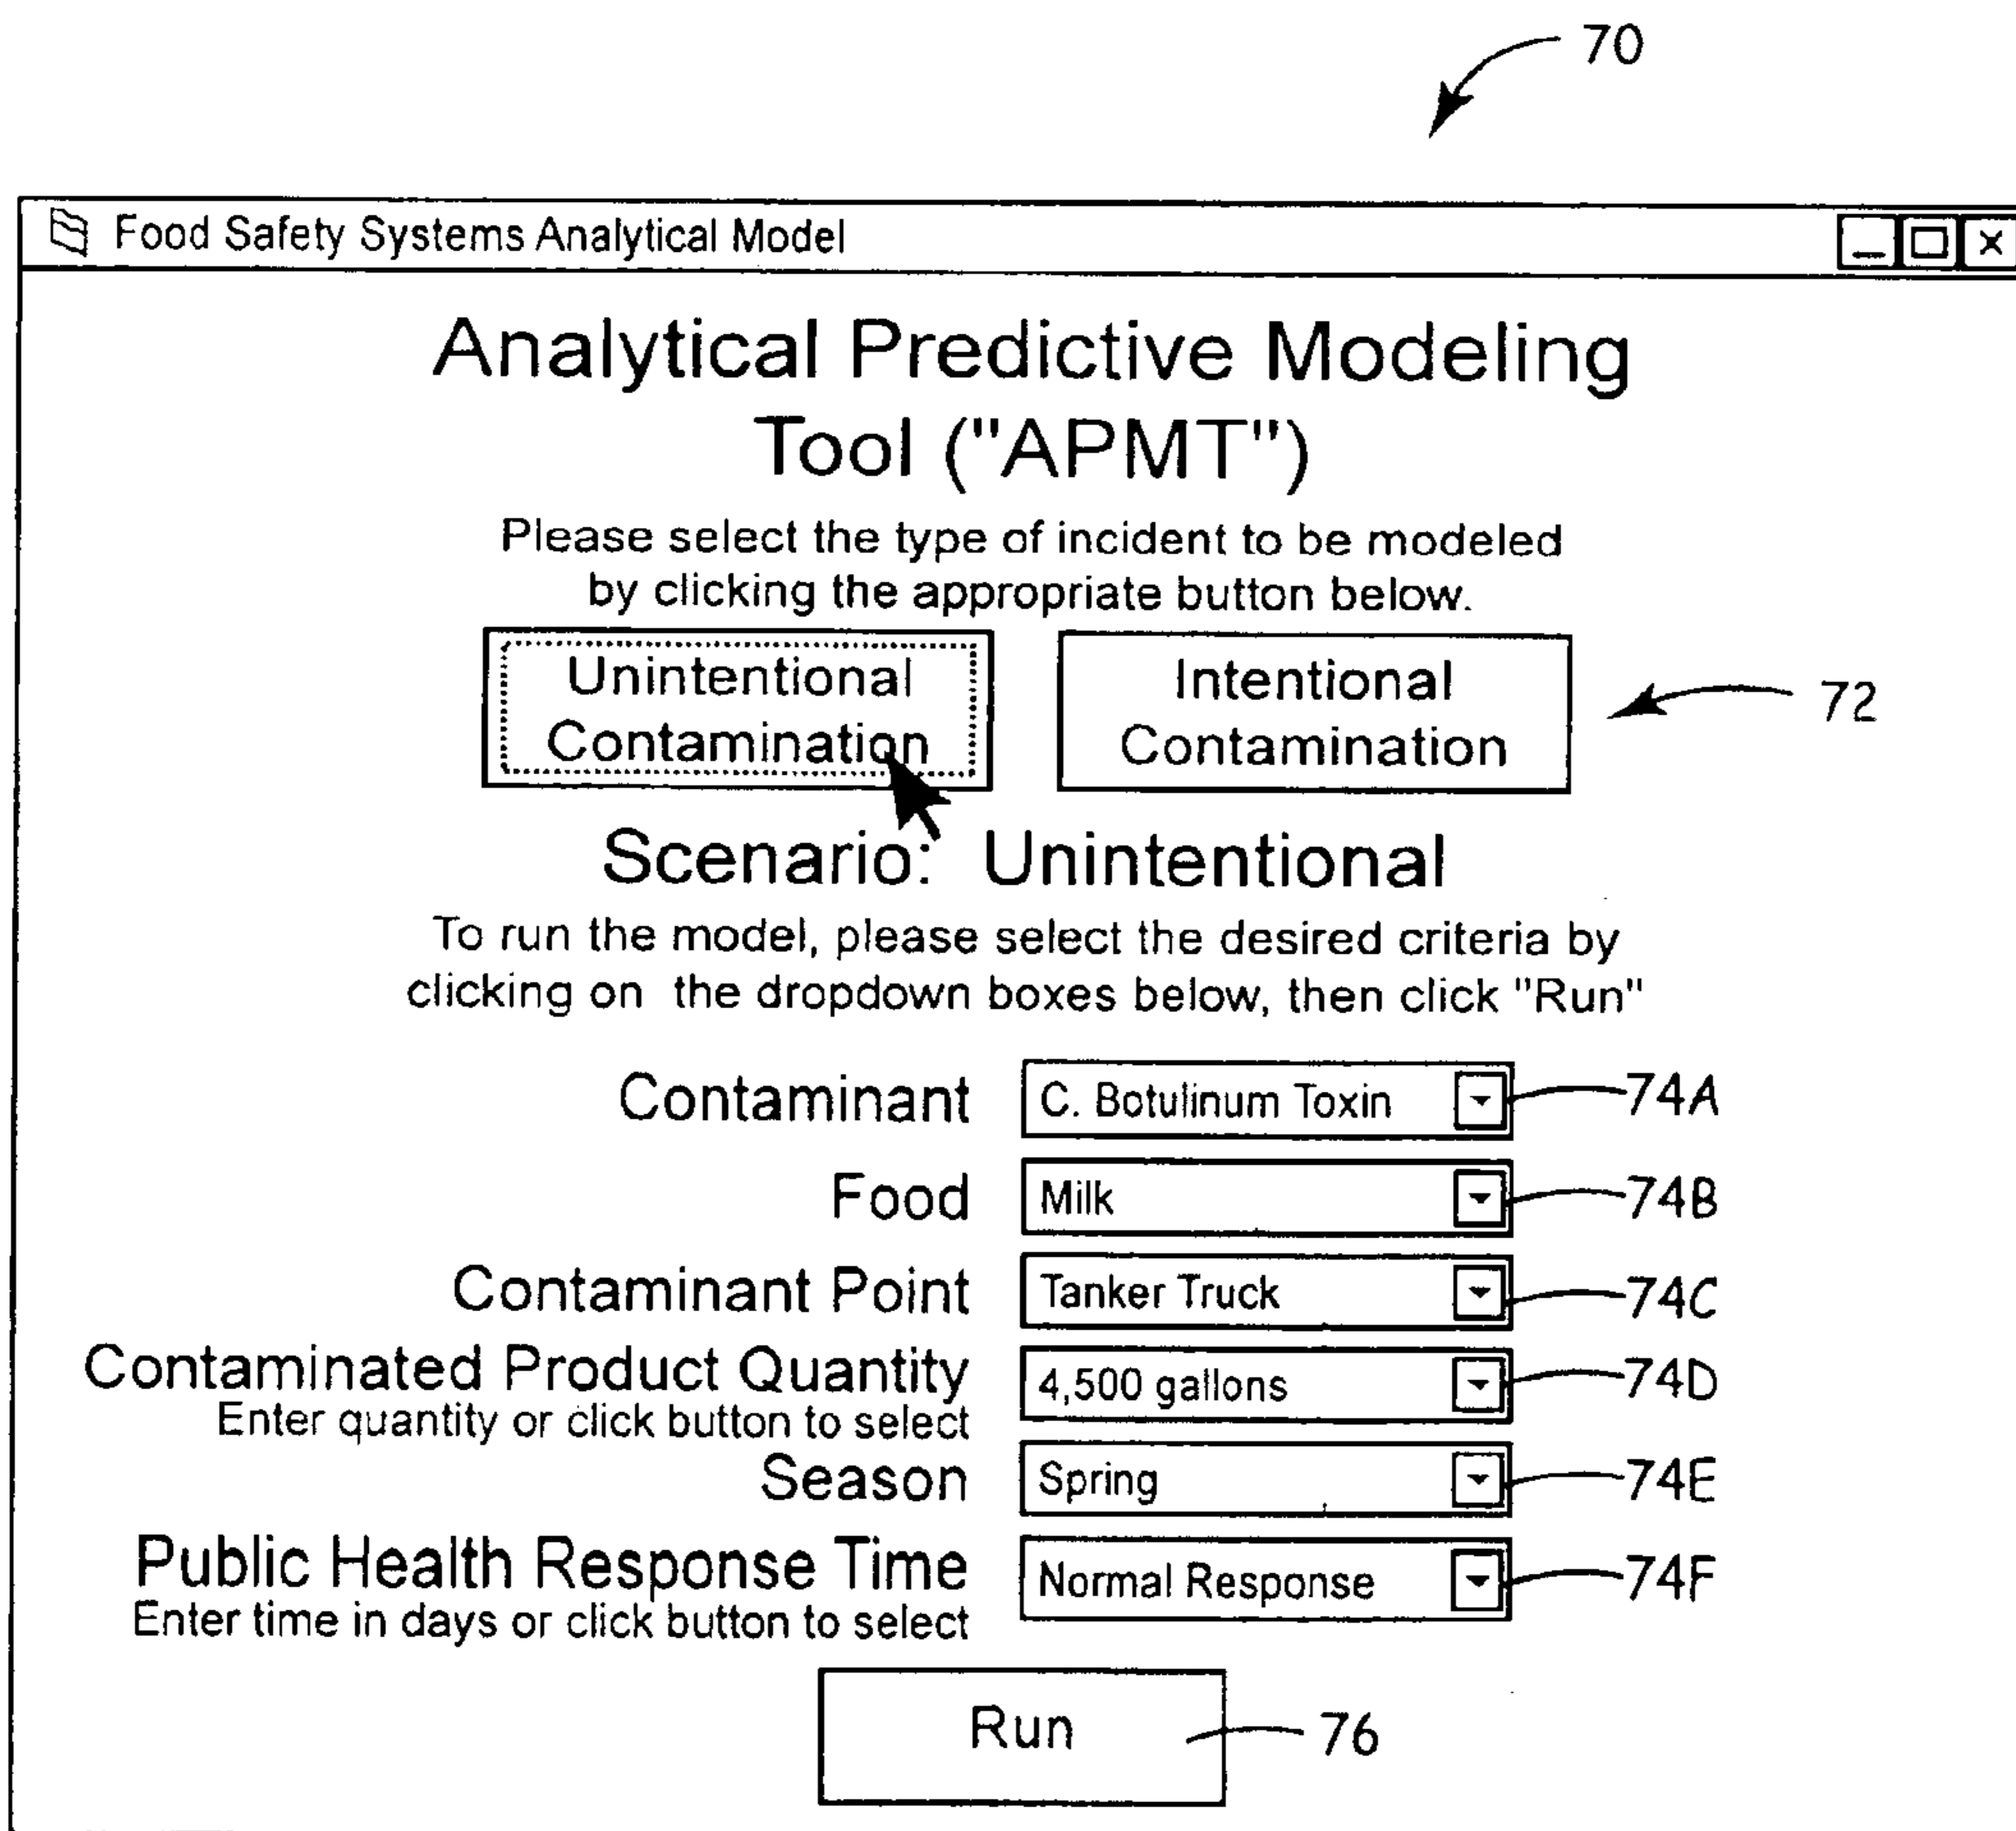 70
Food Safety Systems Analytical Model
Analytical Predictive Modeling
Tool ("APMT")
Please select the type of incident to be modeled
by clicking the appropriate button below.
Unintentional
Contamination
Intentional
Contamination
72
Scenario: Unintentional
To run the model, please select the desired criteria by
clicking on the dropdown boxes below, then click "Run"
Contaminant C. Botulinum Toxin 74A
Food Milk 74B
Contaminant Point Tanker Truck 74C
Contaminated Product Quantity 4,500 gallons 74D
Enter quantity or click button to select
Season Spring 74E
Public Health Response Time Normal Response 74F
Enter time in days or click button to select
Run 76